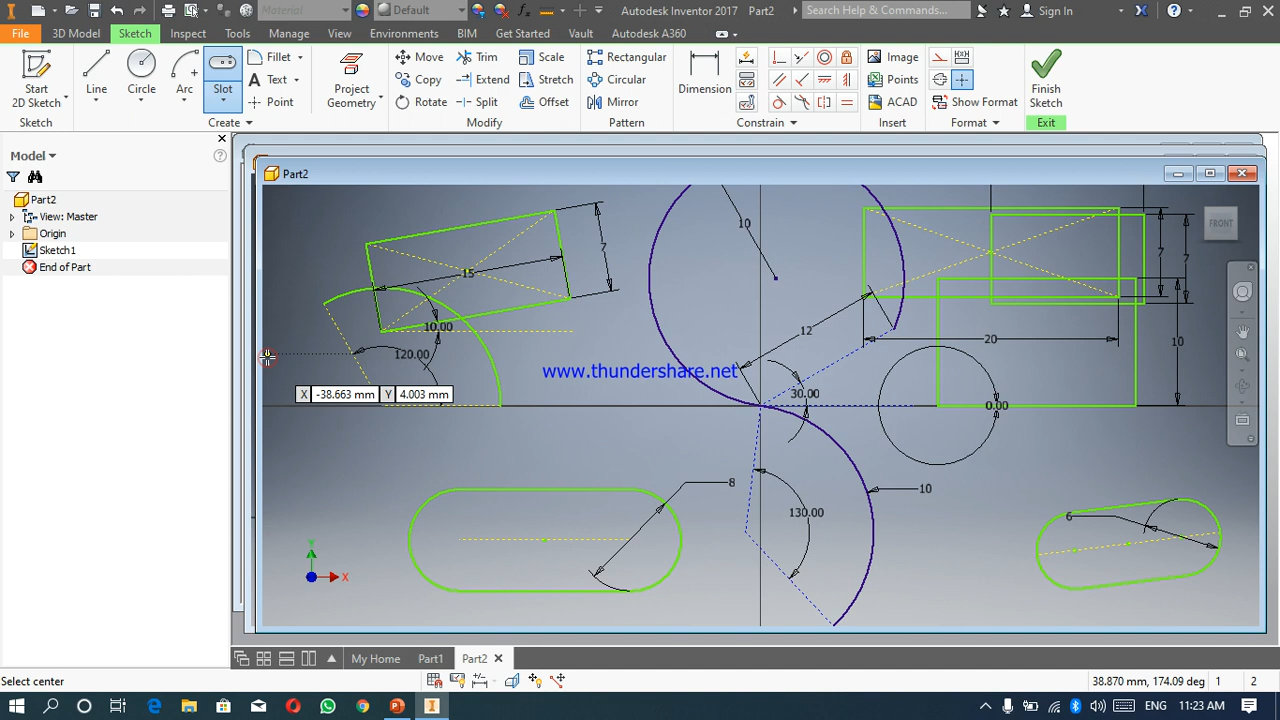 Material
Default
Autodesk Inventor 2017 Part2
Search Help & Commands...
Sign In
File
3D Model
Sketch
Inspect
Tools
Manage
View
Environments
BIM
Get Started
Vault
Autodesk A360
Start
2D Sketch
Line
Circle
Arc
Slot
Fillet
Text
Point
Project
Geometry
Move
Trim
Scale
Copy
Extend
Stretch
Rotate
Split
Offset
Rectangular
Circular
Mirror
Dimension
Image
Points
ACAD
Show Format
Finish
Sketch
Sketch
Create
Modify
Pattern
Constrain
Insert
Format
Exit
Model
Part2
View: Master
Origin
Sketch1
End of Part
Part2
FRONT
10
7
15
10.00
120.00
X -38.663 mm Y 4.003 mm
12
30.00
20
7
7
10
0.00
www.thundershare.net
8
10
130.00
6
Y
X
My Home
Part1
Part2
Select center
38.870 mm, 174.09 deg 1 2
ENG 11:23 AM